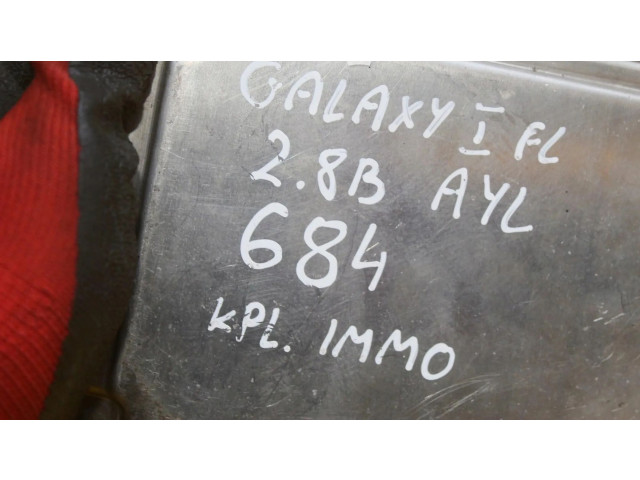 GALAXY I FL
2.8B AYL
684
KPL. IMMO